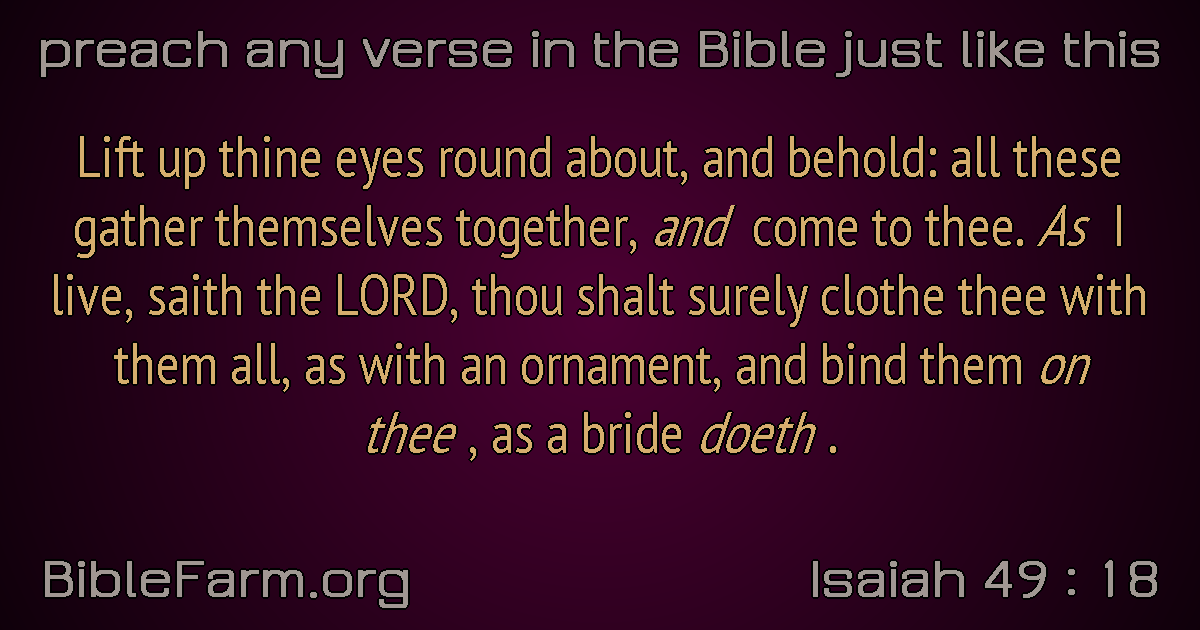 preach any verse in the Bible just like this
Lift up thine eyes round about, and behold: all these
gather themselves together, and come to thee. As I
live, saith the LORD, thou shalt surely clothe thee with
them all, as with an ornament, and bind them on
thee , as a bride doeth .
BibleFarm.org
Isaiah 49 : 18